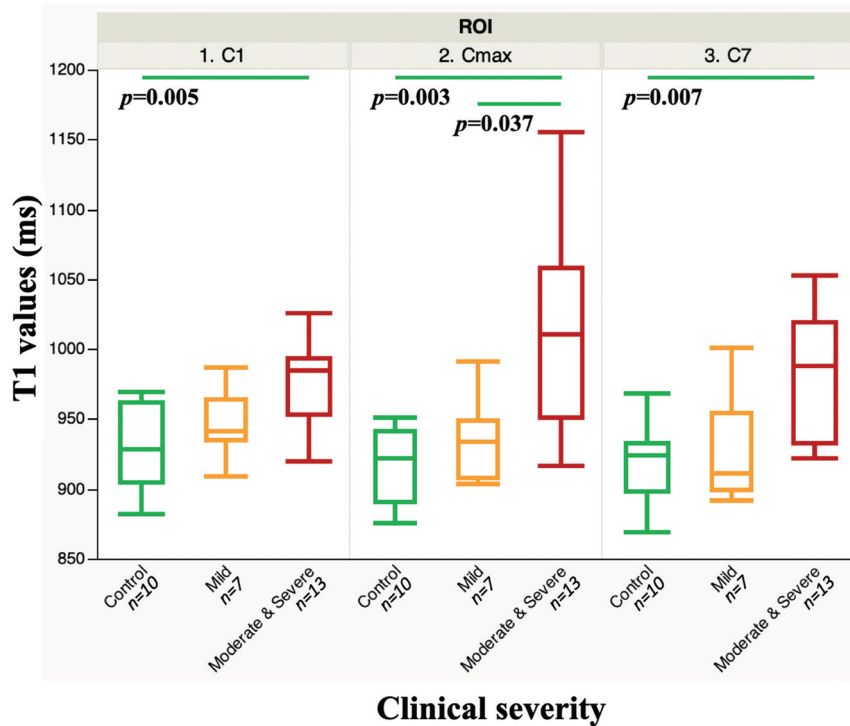 ROI
1. C1
2. Cmax
3. C7
T1 values (ms)
1200
1150
1100
1050
1000
950
900
850
p=0.005
p=0.003
p=0.037
p=0.007
Control
n=10
Mild
n=7
Moderate & Severe
n=13
Control
n=10
Mild
n=7
Moderate & Severe
n=13
Control
n=10
Mild
n=7
Moderate & Severe
n=13
Clinical severity